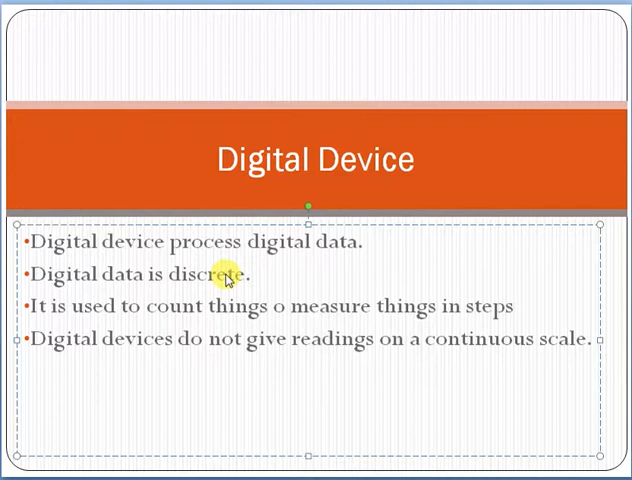 Digital Device
•Digital device process digital data.
•Digital data is discrete.
•It is used to count things o measure things in steps
•Digital devices do not give readings on a continuous scale.